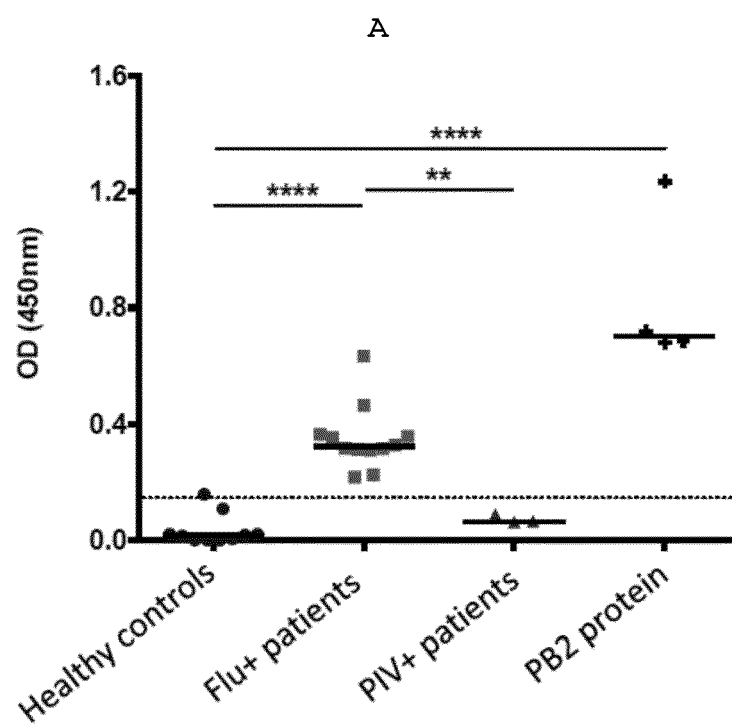 A
1.6
****
**
1.2
****
0.8
OD (450nm)
0.4
0.0
Healthy controls
Flu+ patients
PIV+ patients
PB2 protein